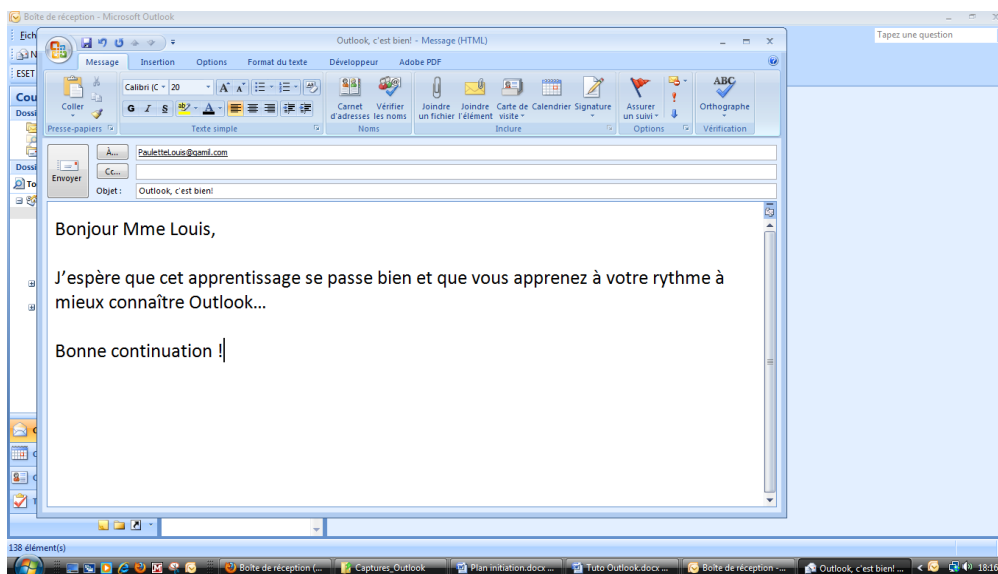 Boîte de réception - Microsoft Outlook
Tapez une question
Outlook, c'est bien! - Message (HTML)
Message Insertion Options Format du texte Développeur Adobe PDF
ESET
Coller
Calibri (C 20
G I S
Carnet d'adresses
Vérifier les noms
Joindre un fichier
Joindre l'élément
Carte de visite
Calendrier
Signature
Assurer un suivi
ABC
Orthographe
Presse-papiers
Texte simple
Noms
Inclure
Options
Vérification
Envoyer
À... PauletteLouis@gamil.com
Cc...
Objet : Outlook, c'est bien!
Bonjour Mme Louis,
J'espère que cet apprentissage se passe bien et que vous apprenez à votre rythme à
mieux connaître Outlook...
Bonne continuation !
138 élément(s)
Boîte de réception (...
Captures_Outlook
Plan initiation.docx ...
Tuto Outlook.docx ...
Boîte de réception -...
Outlook, c'est bien! ...
18:16